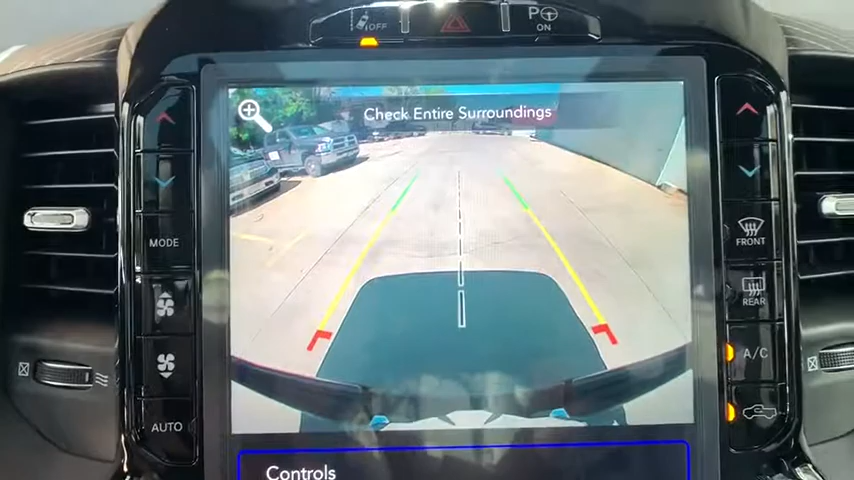 OFF
P
ON
Check Entire Surroundings
MODE
FRONT
REAR
A/C
AUTO
Controls